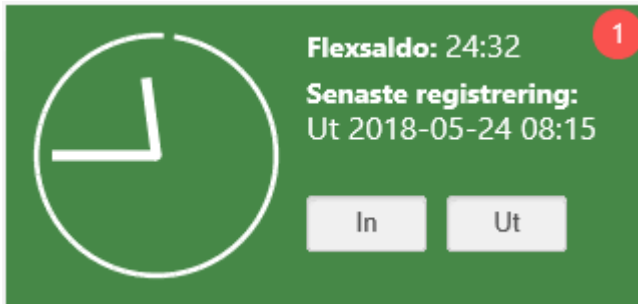 Flexsaldo: 24:32
1
Senaste registrering:
Ut 2018-05-24 08:15
In
Ut